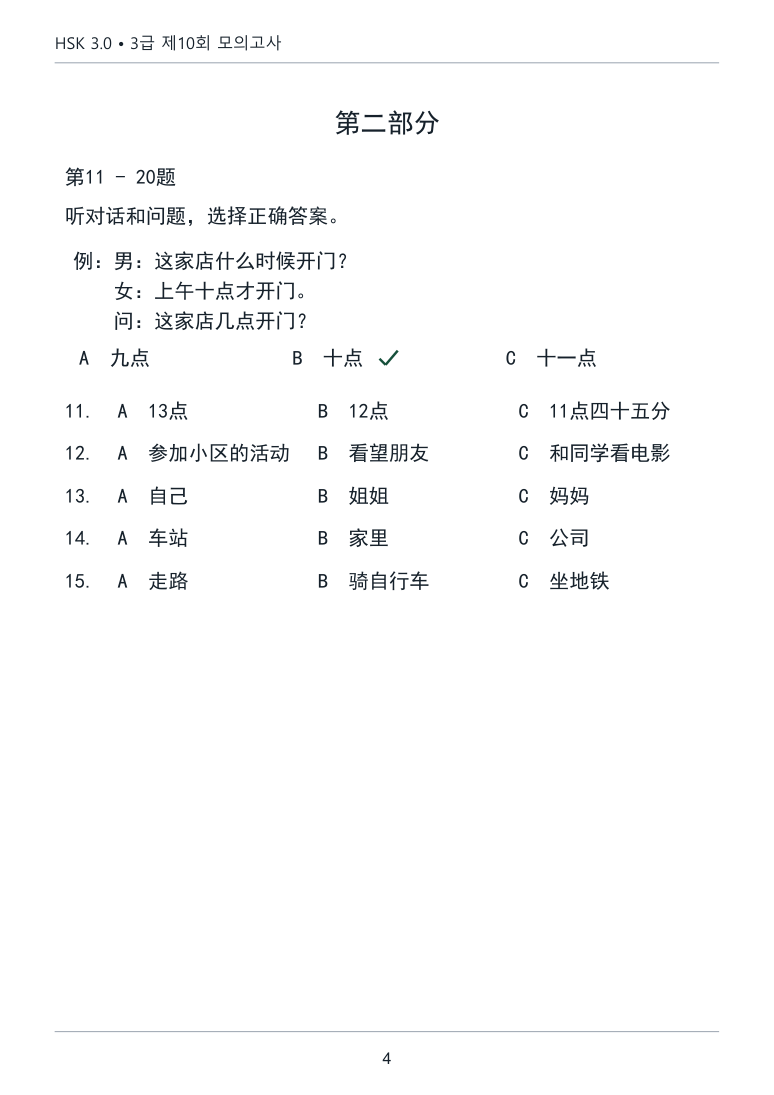 HSK 3.0 • 3급 제10회 모의고사
第二部分
第11 - 20题
听对话和问题，选择正确答案。
例：男：这家店什么时候开门？
女：上午十点才开门。
问：这家店几点开门？
A 九点 B 十点 ✓ C 十一点
11. A 13点 B 12点 C 11点四十五分
12. A 参加小区的活动 B 看望朋友 C 和同学看电影
13. A 自己 B 姐姐 C 妈妈
14. A 车站 B 家里 C 公司
15. A 走路 B 骑自行车 C 坐地铁
4